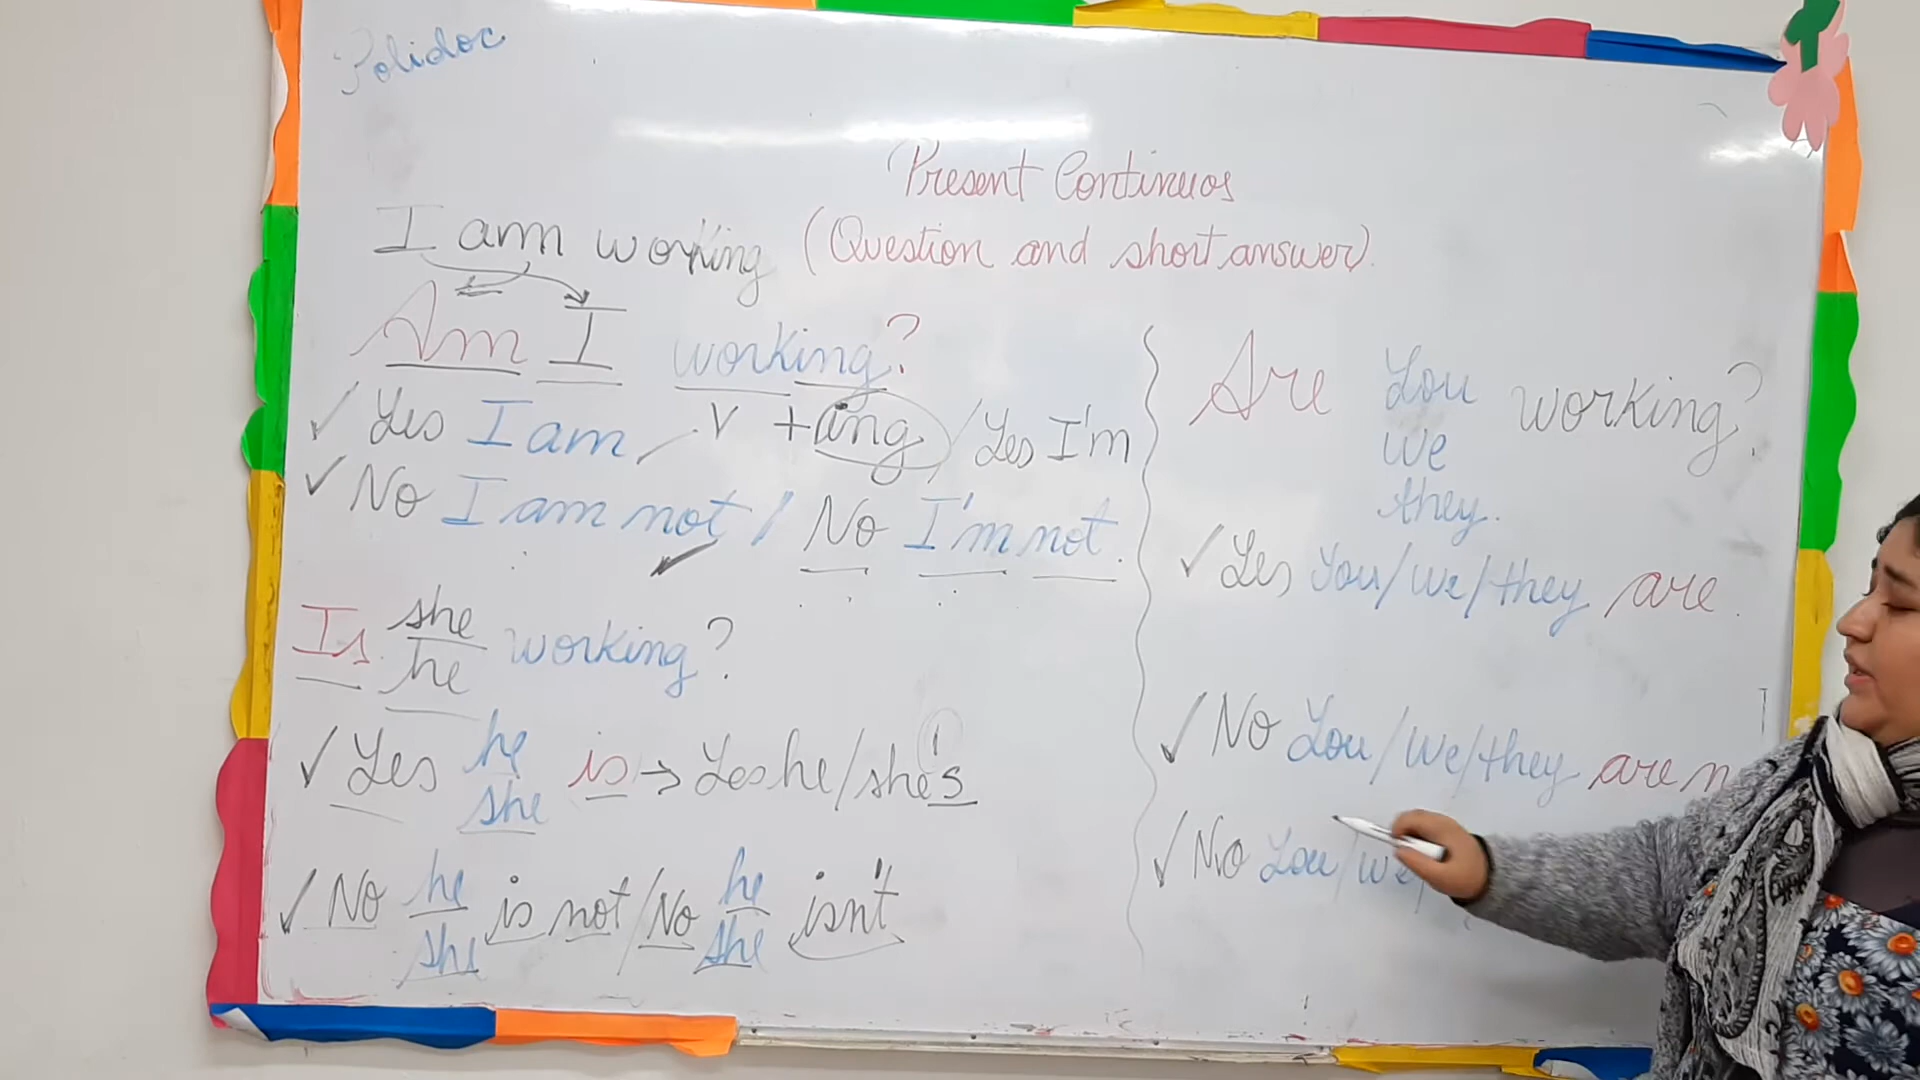 Polidoc
Present Continuos
I am working (Question and short answer).
Am I working?
v +ing
✓ Yes I am / Yes I'm
✓ No I am not / No I'm not.
Is she he working?
✓ Yes he she is → Yes he/she's
✓ No he she is not / No he she isn't
Are you working?
we
they.
✓ Yes you/we/they are.
✓ No you/we/they are n
✓ No you/we/